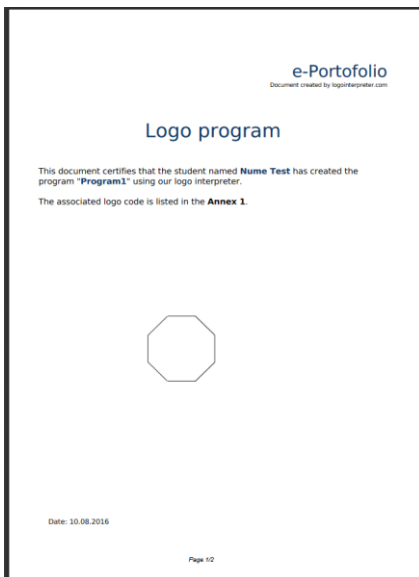 e-Portofolio
Document created by logointerpreter.com
Logo program
This document certifies that the student named Nume Test has created the
program "Program1" using our logo interpreter.
The associated logo code is listed in the Annex 1.
Date: 10.08.2016
Page 1/2